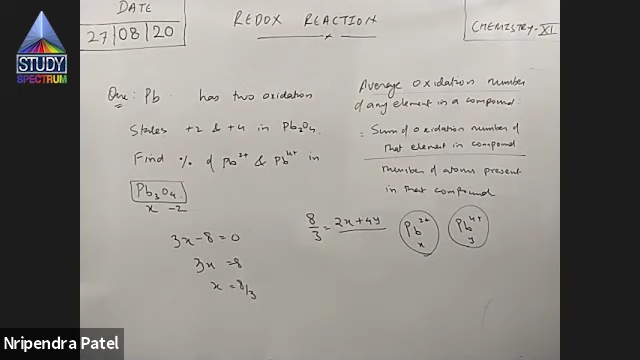 DATE
27/08/20
REDOX REACTION
CHEMISTRY-XI
STUDY
SPECTRUM
Que: Pb has two oxidation
States +2 & +4 in Pb3O4.
Find % of Pb²⁺ & Pb⁴⁺ in
Pb3O4
x -2
3x-8=0
3x =8
x =8/3
Average oxidation number
of any element in a compound:
= Sum of oxidation number of
that element in compound
number of atoms present
in that compound
8/3 = 2x+4y
Pb²⁺ x
Pb⁴⁺ y
Nripendra Patel